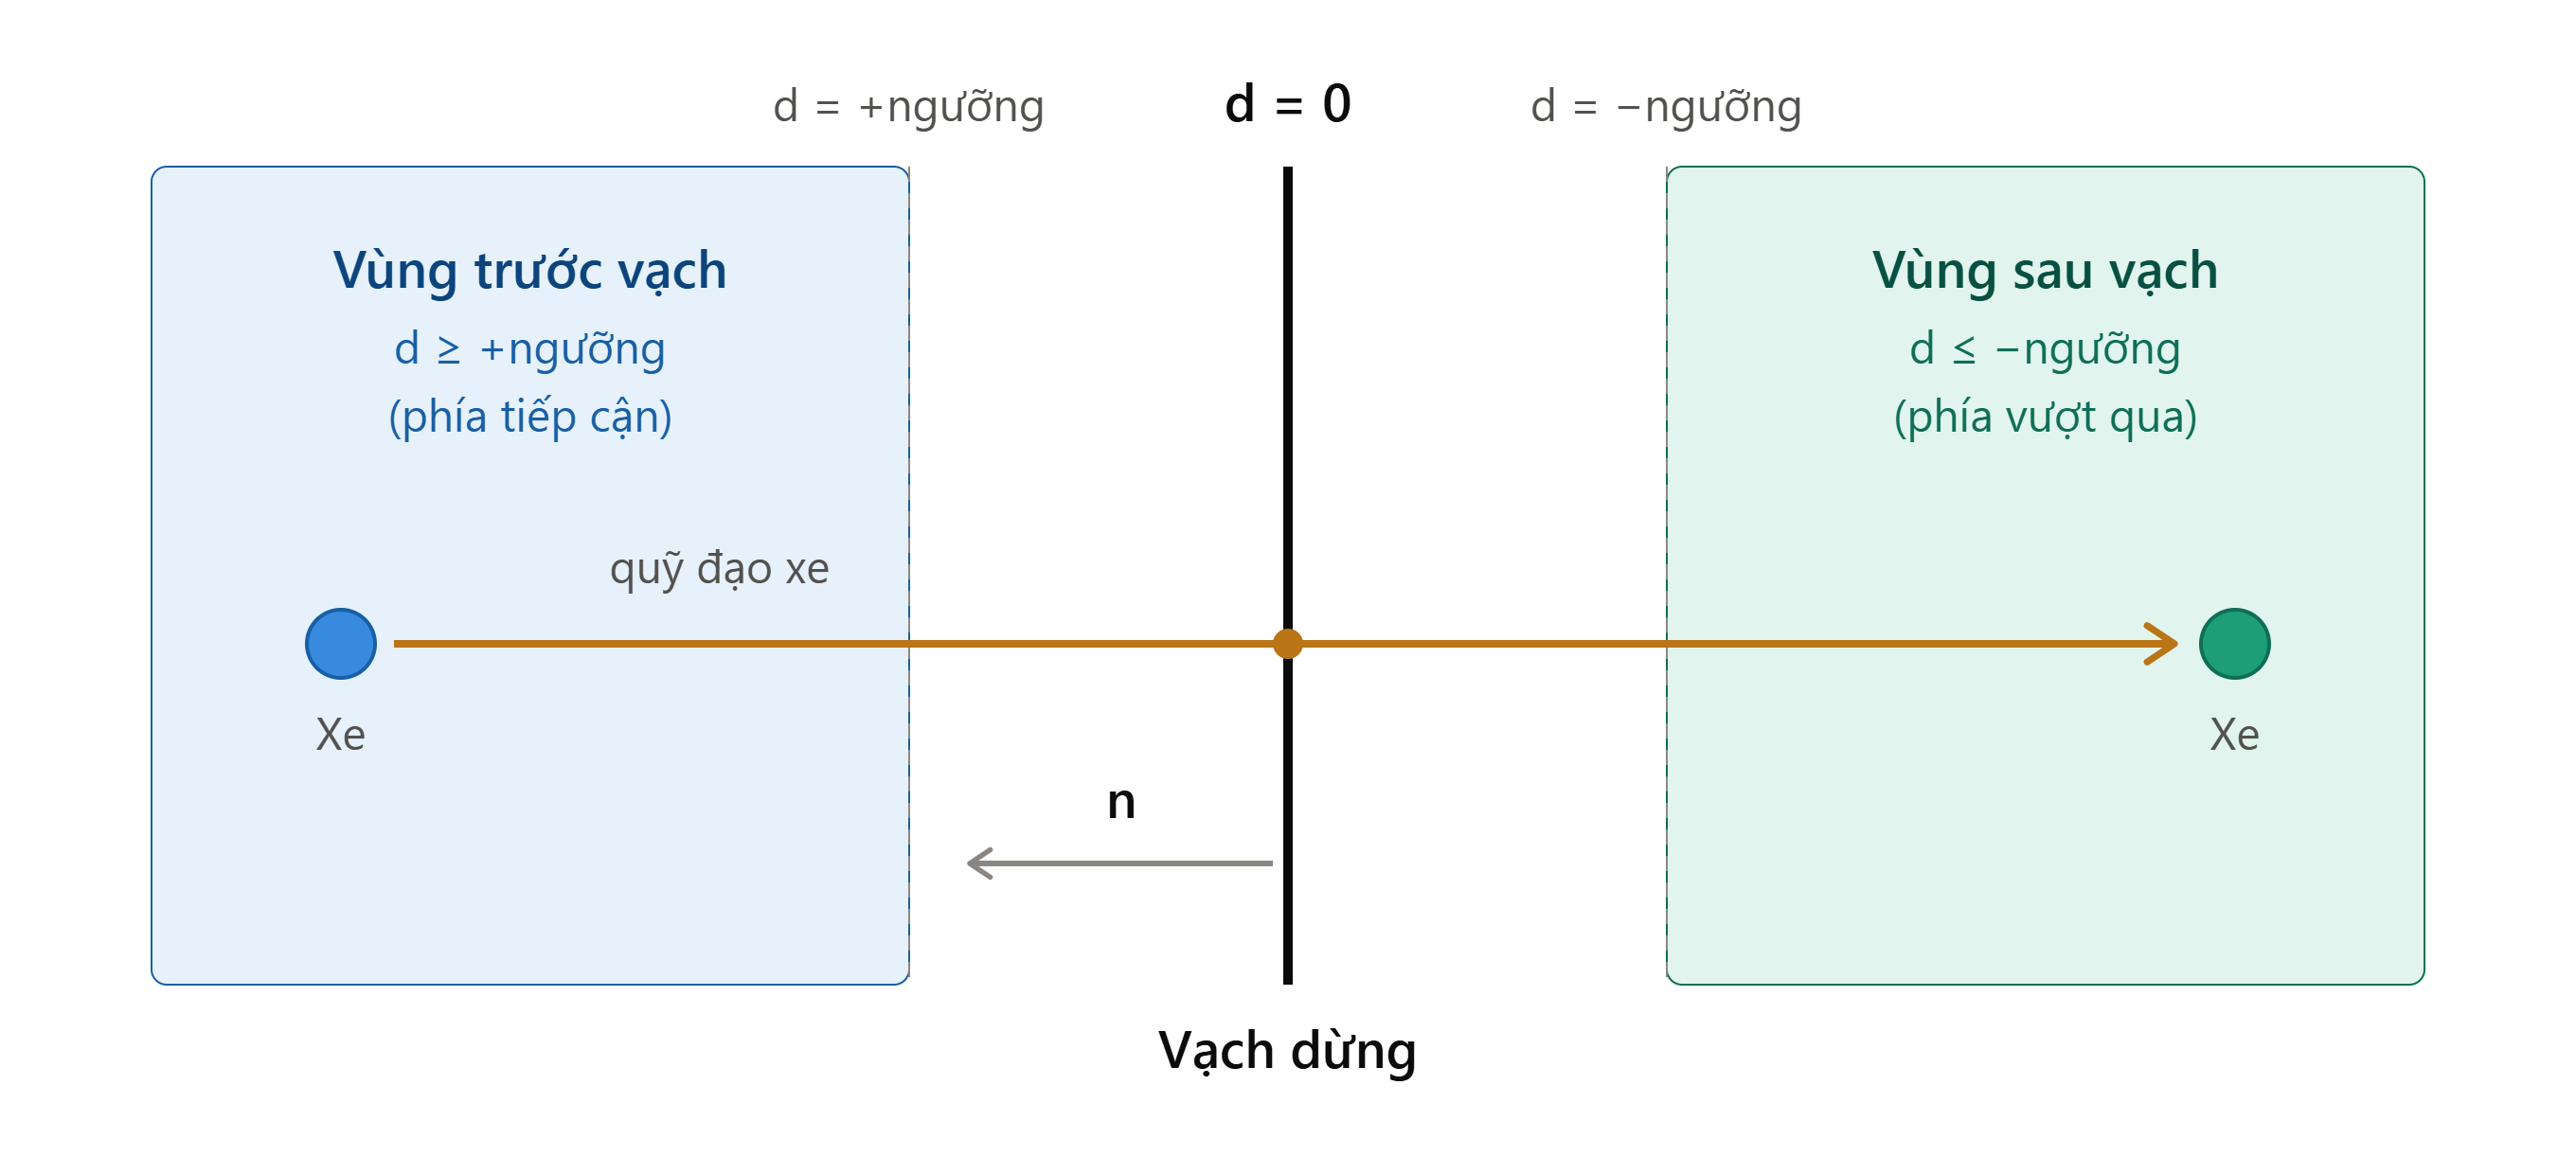 d = +ngưỡng
d = 0
d = −ngưỡng
Vùng trước vạch
d ≥ +ngưỡng
(phía tiếp cận)
Vùng sau vạch
d ≤ −ngưỡng
(phía vượt qua)
quỹ đạo xe
Xe
Xe
n
Vạch dừng